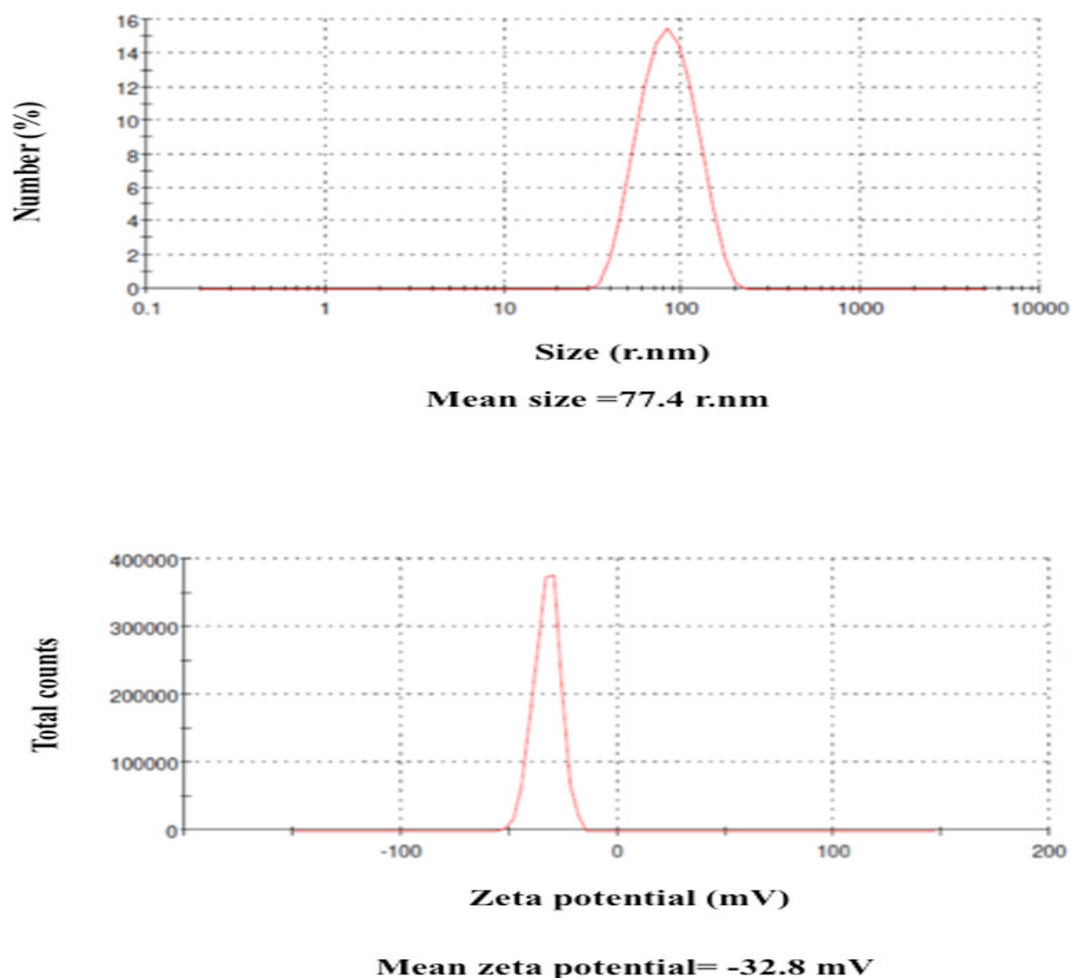 16
14
12
10
8
6
4
2
0
Number (%)
0.1 1 10 100 1000 10000
Size (r.nm)
Mean size =77.4 r.nm
400000
300000
200000
100000
0
Total counts
-100 0 100 200
Zeta potential (mV)
Mean zeta potential= -32.8 mV